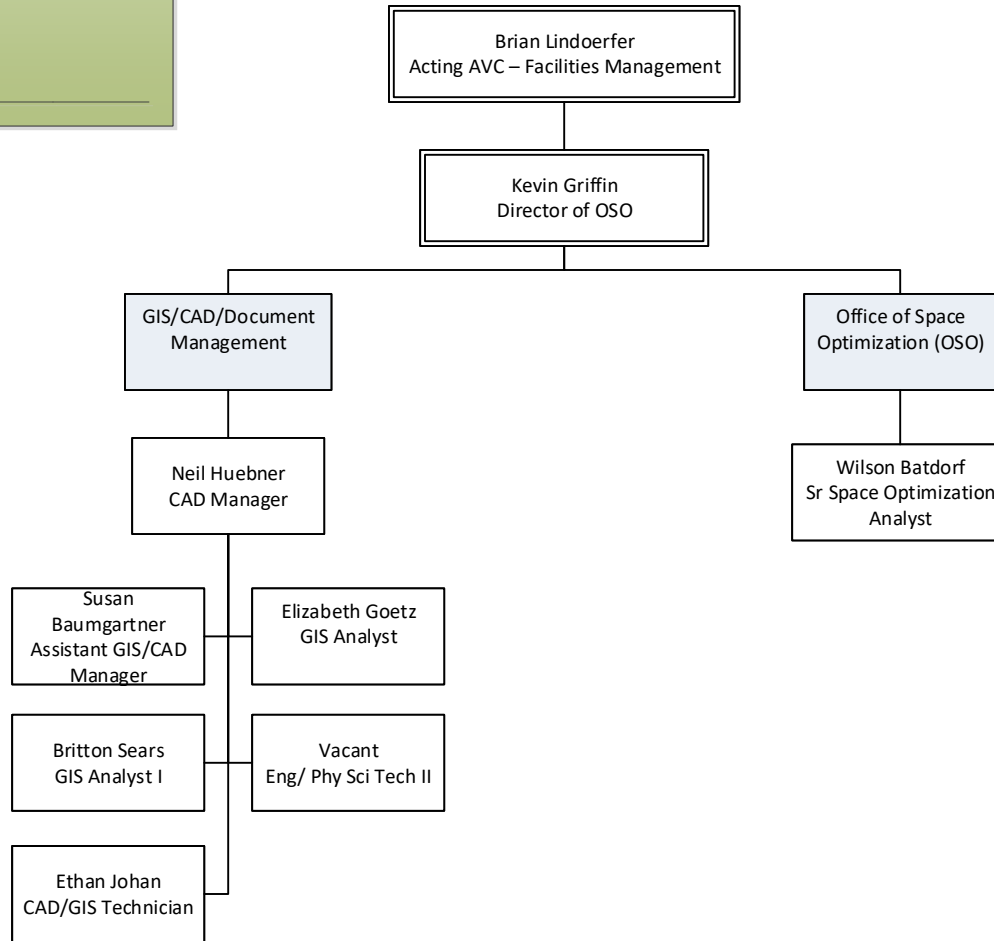 Brian Lindoerfer
Acting AVC – Facilities Management
Kevin Griffin
Director of OSO
GIS/CAD/Document
Management
Office of Space
Optimization (OSO)
Neil Huebner
CAD Manager
Wilson Batdorf
Sr Space Optimization
Analyst
Susan
Baumgartner
Assistant GIS/CAD
Manager
Elizabeth Goetz
GIS Analyst
Britton Sears
GIS Analyst I
Vacant
Eng/ Phy Sci Tech II
Ethan Johan
CAD/GIS Technician